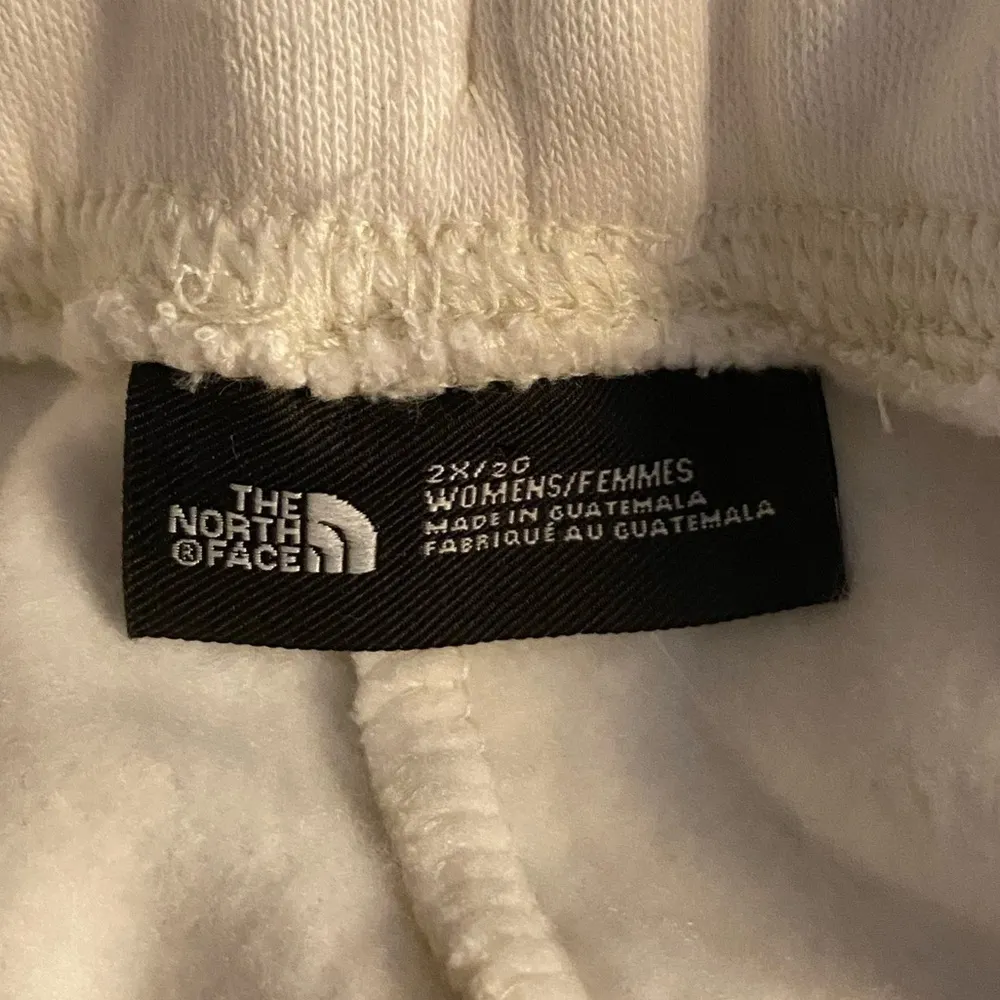 THE
NORTH
® FACE
2X/2G
WOMENS/FEMMES
MADE IN GUATEMALA
FABRIQUÉ AU GUATEMALA